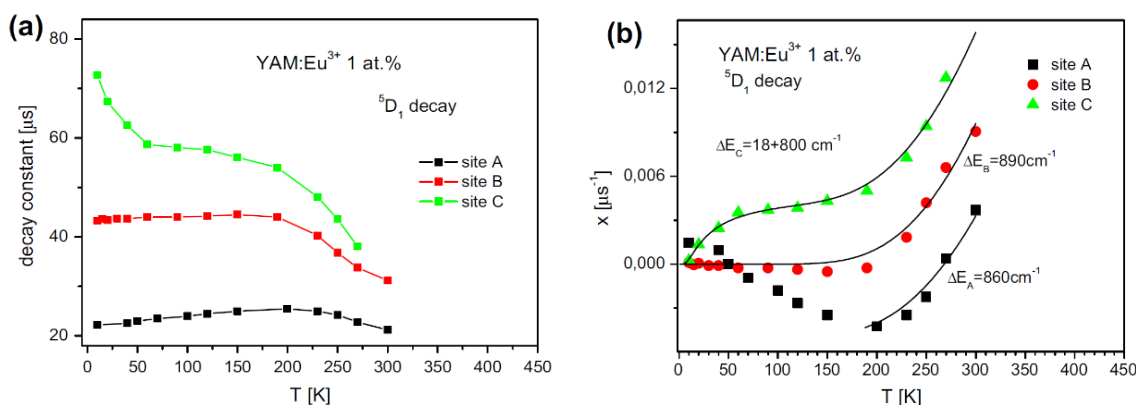 (a)
80
60
40
20
decay constant [µs]
YAM:Eu³⁺ 1 at.%
⁵D₁ decay
site A
site B
site C
0 50 100 150 200 250 300 350 400 450
T [K]
(b)
0,012
0,006
0,000
x [µs⁻¹]
YAM:Eu³⁺ 1 at.%
⁵D₁ decay
site A
site B
site C
ΔE_C=18+800 cm⁻¹
ΔE_B=890cm⁻¹
ΔE_A=860cm⁻¹
0 50 100 150 200 250 300 350 400 450
T [K]